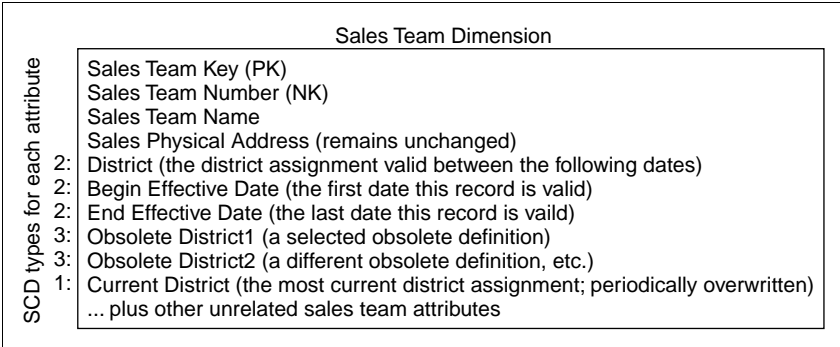 Sales Team Dimension
SCD types for each attribute
Sales Team Key (PK)
Sales Team Number (NK)
Sales Team Name
Sales Physical Address (remains unchanged)
2: District (the district assignment valid between the following dates)
2: Begin Effective Date (the first date this record is valid)
2: End Effective Date (the last date this record is vaild)
3: Obsolete District1 (a selected obsolete definition)
3: Obsolete District2 (a different obsolete definition, etc.)
1: Current District (the most current district assignment; periodically overwritten)
... plus other unrelated sales team attributes